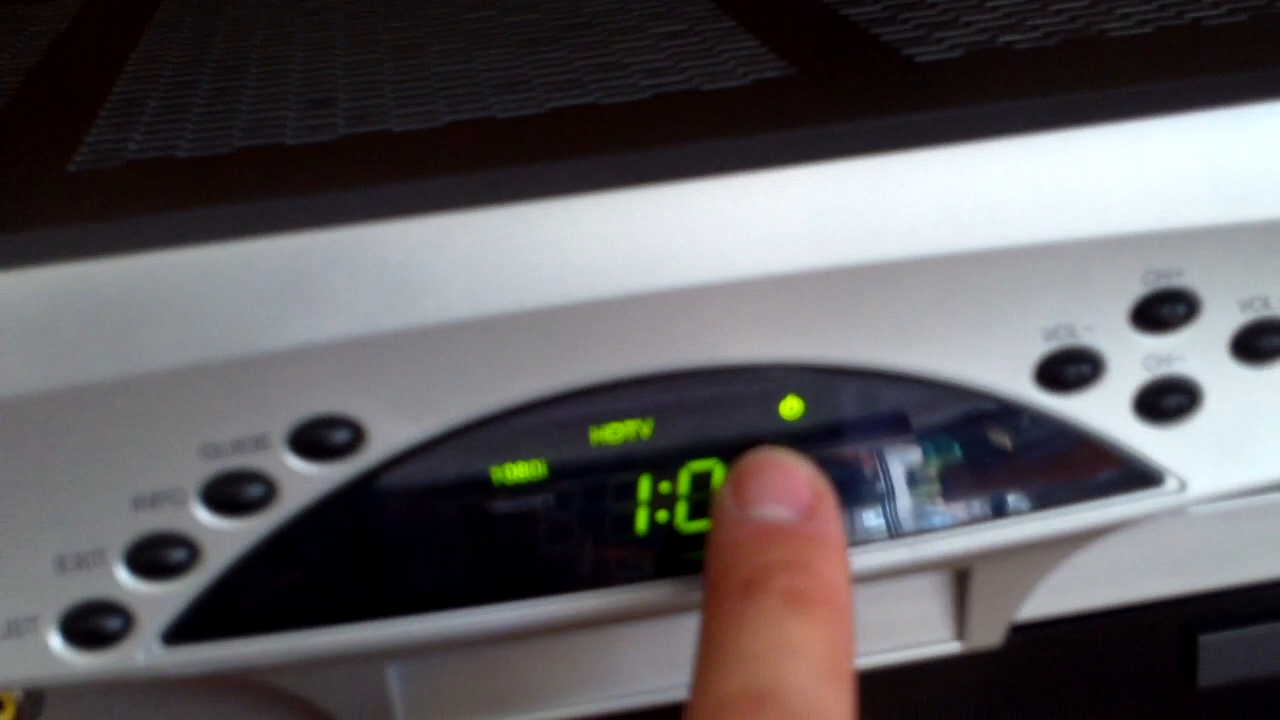 HDTV
1080i
1:0
VOL-
CH+
VOL
CH-
GUIDE
INFO
EXIT